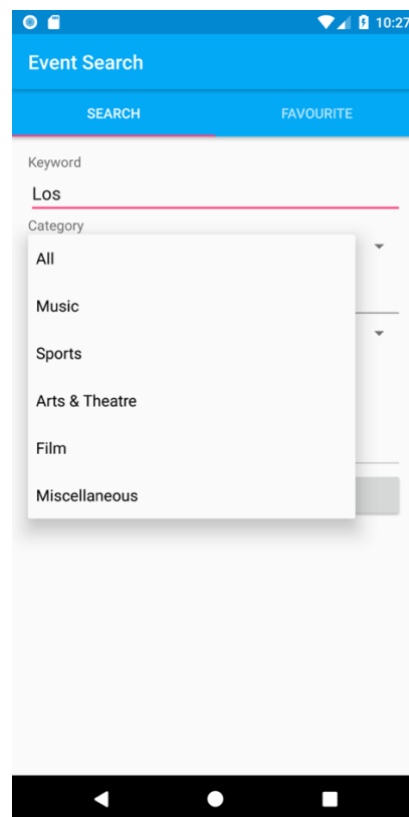 10:27
Event Search
SEARCH FAVOURITE
Keyword
Los
Category
All
Music
Sports
Arts & Theatre
Film
Miscellaneous